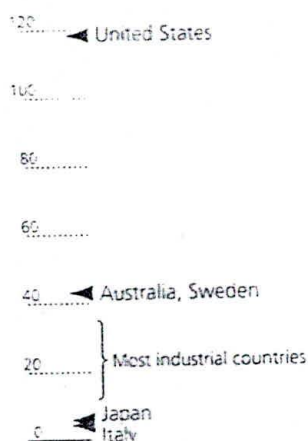 120
United States
100
80
60
40
Australia, Sweden
20
Most industrial countries
Japan
0
Italy